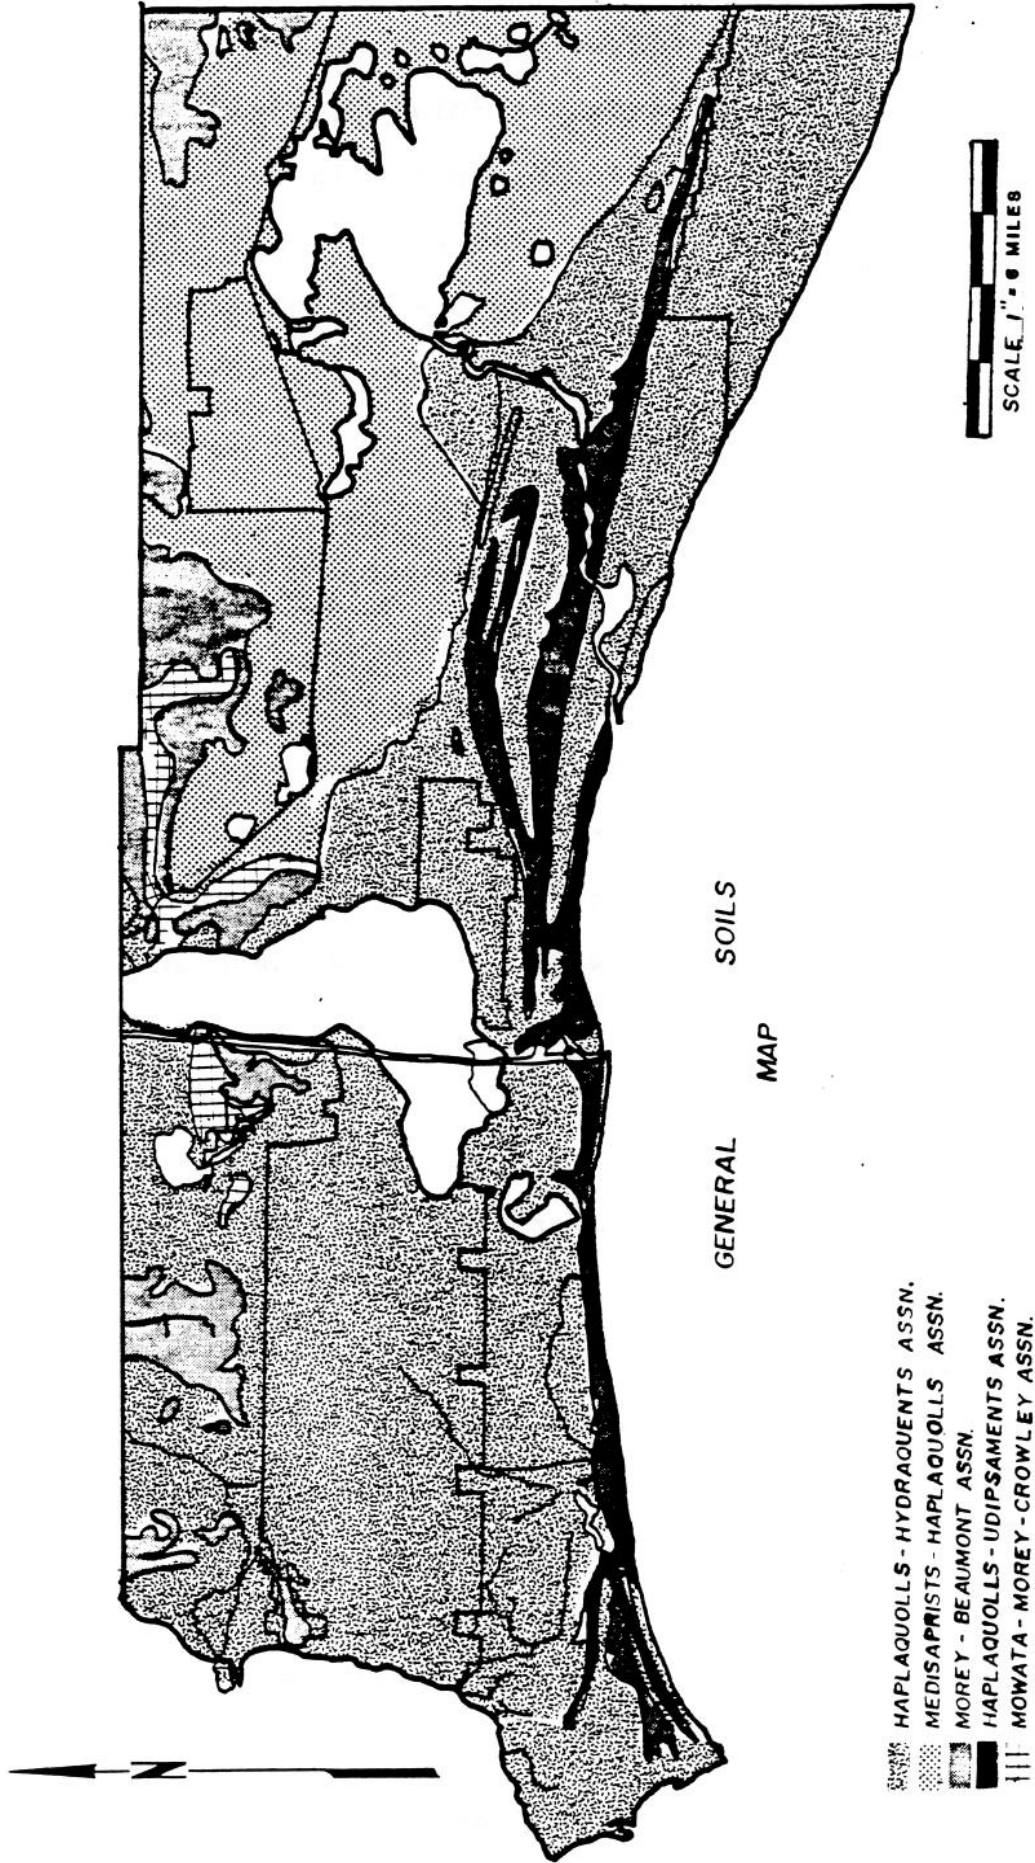 N
GENERAL SOILS
MAP
SCALE 1" = 6 MILES
HAPLAQUOLLS - HYDRAQUENTS ASSN.
MEDISAPRISTS - HAPLAQUOLLS ASSN.
MOREY - BEAUMONT ASSN.
HAPLAQUOLLS - UDIPSAMENTS ASSN.
MOWATA - MOREY - CROWLEY ASSN.